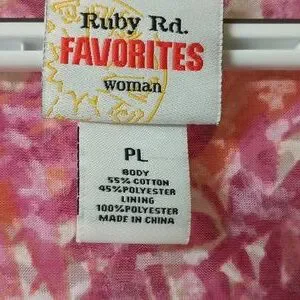 Ruby Rd.
FAVORITES
woman
PL
BODY
55% COTTON
45%POLYESTER
LINING
100%POLYESTER
MADE IN CHINA